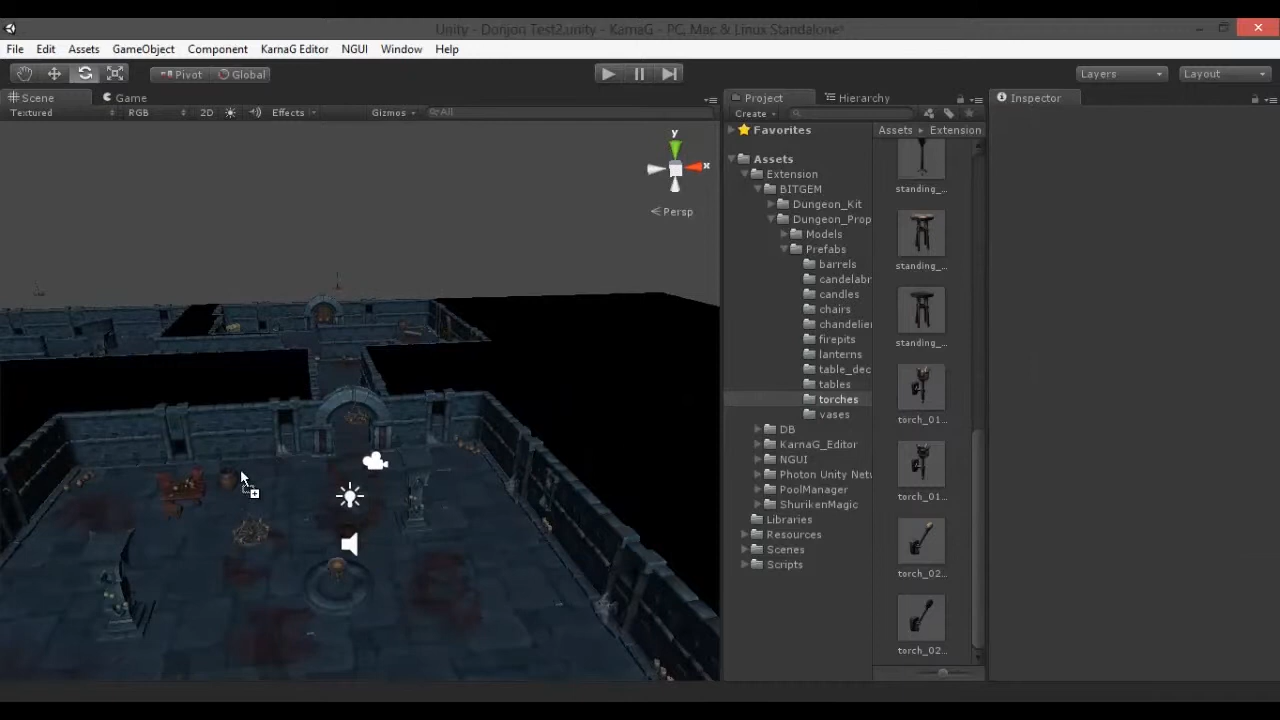 Unity - Donjon Test2.unity - KarnaG - PC, Mac & Linux Standalone*
File Edit Assets GameObject Component KarnaG Editor NGUI Window Help
Pivot Global Layers Layout
Scene Game Project Hierarchy Inspector
Textured RGB 2D Effects Gizmos All Create
Favorites Assets Extension
Assets
Extension
BITGEM
Dungeon_Kit
Dungeon_Prop
Models
Prefabs
barrels
candelabr
candles
chairs
chandelier
firepits
lanterns
table_dec
tables
torches
vases
DB
KarnaG_Editor
NGUI
Photon Unity Netw
PoolManager
ShurikenMagic
Libraries
Resources
Scenes
Scripts
standing_...
standing_...
standing_...
torch_01...
torch_01...
torch_02...
torch_02...
y
x
Persp